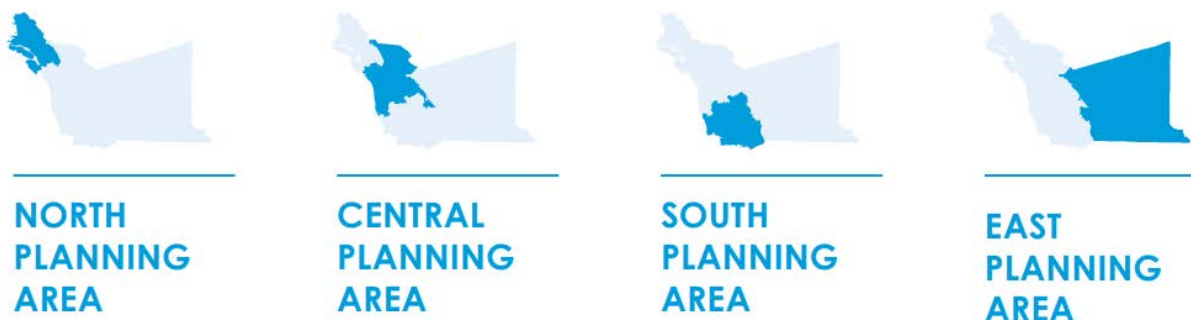 NORTH
PLANNING
AREA
CENTRAL
PLANNING
AREA
SOUTH
PLANNING
AREA
EAST
PLANNING
AREA